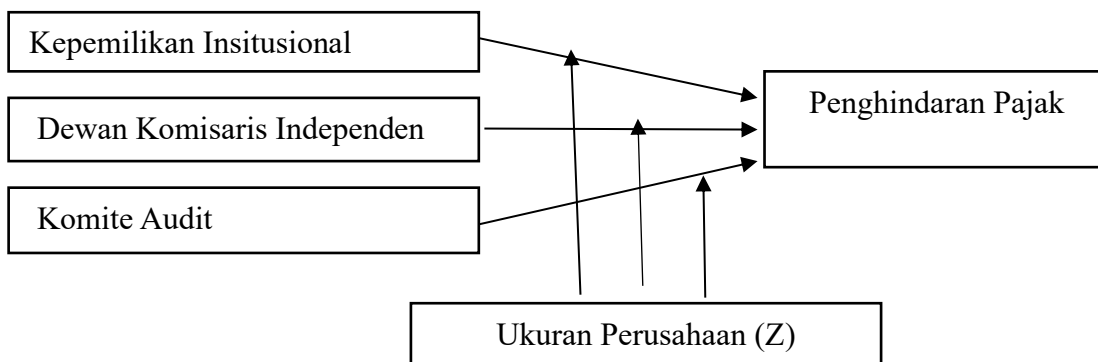 Kepemilikan Insitusional
Penghindaran Pajak
Dewan Komisaris Independen
Komite Audit
Ukuran Perusahaan (Z)